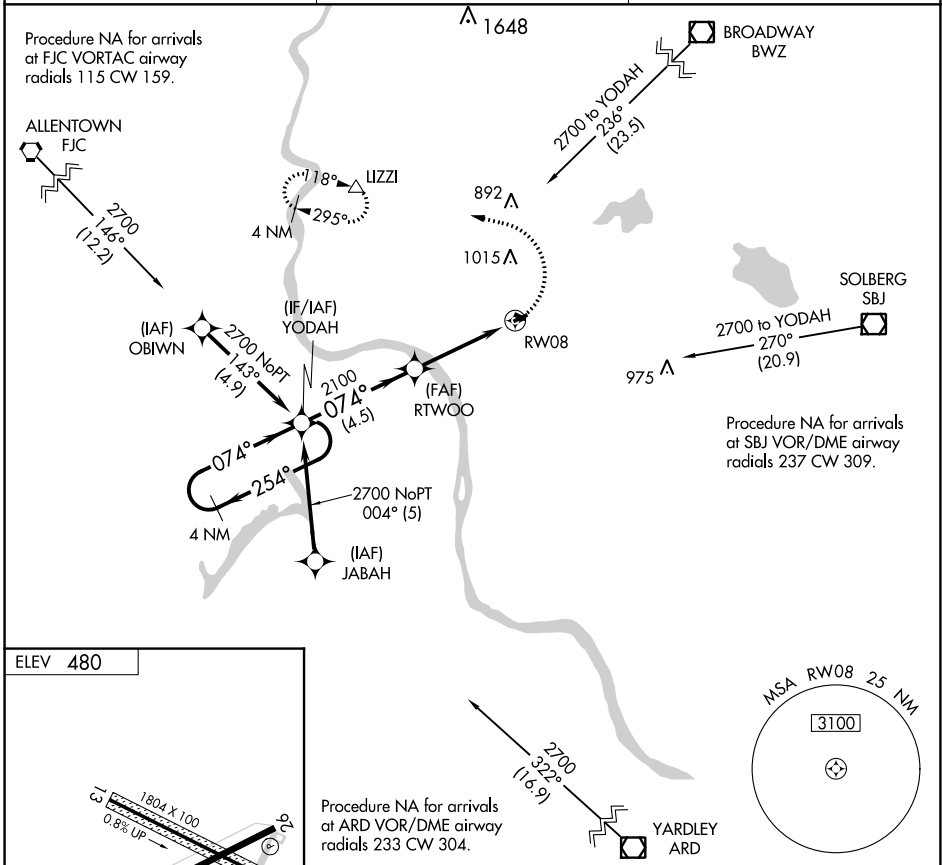 1648
Procedure NA for arrivals
at FJC VORTAC airway
radials 115 CW 159.
BROADWAY
BWZ
2700 to YODAH
236°
(23.5)
ALLENTOWN
FJC
2700
146°
(12.2)
118°
LIZZI
295°
4 NM
892
1015
SOLBERG
SBJ
2700 to YODAH
270°
(20.9)
975
(IF/IAF)
YODAH
(IAF)
OBIWN
2700 NoPT
143°
(4.9)
RW08
2100
074°
(4.5)
(FAF)
RTWOO
074°
254°
4 NM
2700 NoPT
004° (5)
(IAF)
JABAH
Procedure NA for arrivals
at SBJ VOR/DME airway
radials 237 CW 309.
ELEV 480
MSA RW08 25 NM
3100
2700
322°
(16.9)
13
1804 X 100
0.8% UP
26
P
Procedure NA for arrivals
at ARD VOR/DME airway
radials 233 CW 304.
YARDLEY
ARD